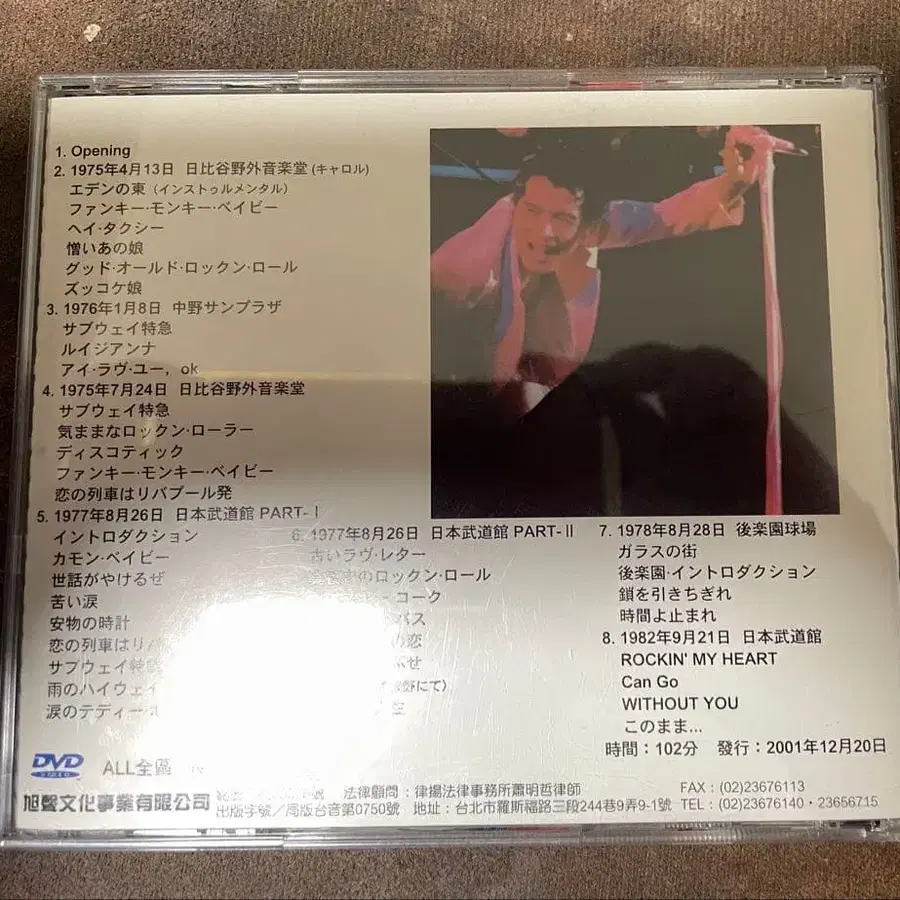 1. Opening
2. 1975年4月13日 日比谷野外音楽堂 (キャロル)
エデンの東 (インストゥルメンタル)
ファンキー·モンキー·ベイビー
ヘイ·タクシー
憎いあの娘
グッド·オールド·ロックン·ロール
ズッコケ娘
3. 1976年1月8日 中野サンプラザ
サブウェイ特急
ルイジアンナ
アイ·ラヴ·ユー, ok
4. 1975年7月24日 日比谷野外音楽堂
サブウェイ特急
気ままなロックン·ローラー
ディスコティック
ファンキー·モンキー·ベイビー
恋の列車はリバプール発
5. 1977年8月26日 日本武道館 PART-Ⅰ
イントロダクション
カモン·ベイビー
世話がやけるぜ
苦い涙
安物の時計
恋の列車はリバ
サブウェイ特
雨のハイウェイ
涙のテディー·
6. 1977年8月26日 日本武道館 PART-Ⅱ
古いラヴ·レター
のロックン·ロール
コーク
バス
の恋
ぶせ
にて〉
7. 1978年8月28日 後楽園球場
ガラスの街
後楽園·イントロダクション
鎖を引きちぎれ
時間よ止まれ
8. 1982年9月21日 日本武道館
ROCKIN' MY HEART
Can Go
WITHOUT YOU
このまま...
時間：102分 發行：2001年12月20日
DVD VIDEO ALL全區
旭聲文化事業有限公司
號 法律顧問：律揚法律事務所蕭明哲律師
出版字號／局版台音第0750號 地址：台北市羅斯福路三段244巷9弄9-1號
FAX：(02)23676113
TEL：(02)23676140·23656715